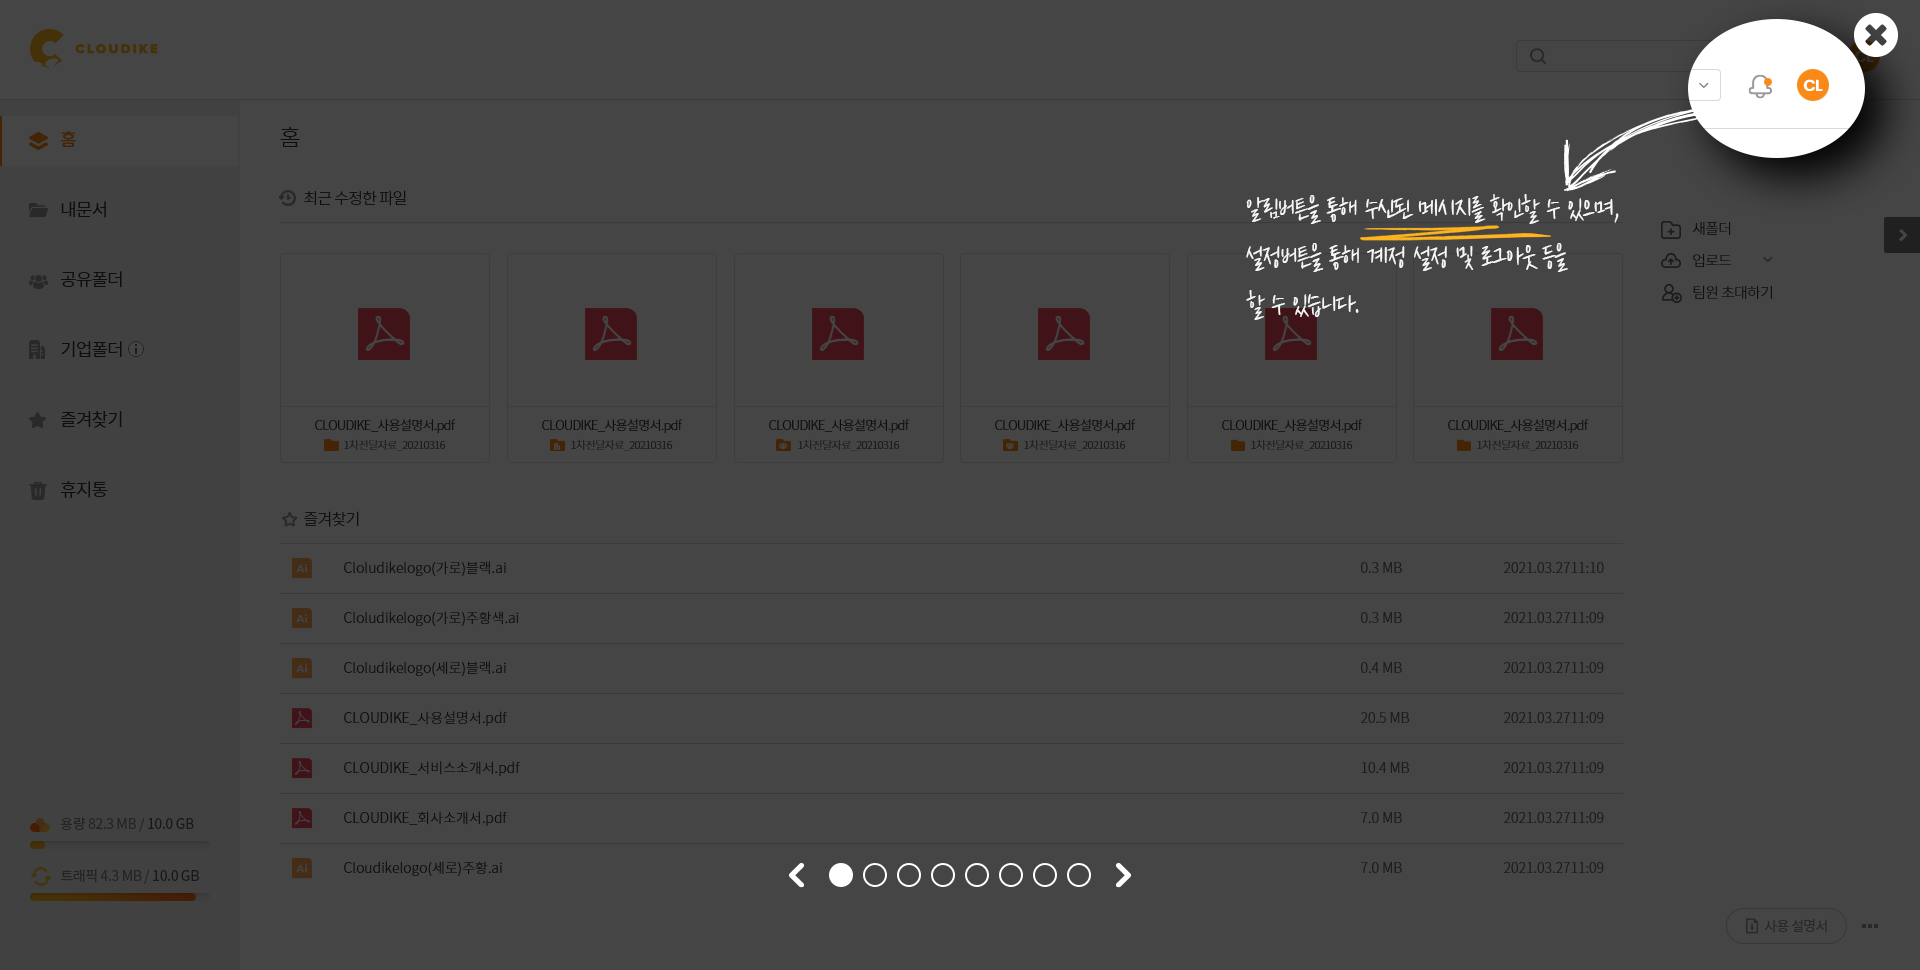 CLOUDIKE
CL
홈
내문서
공유폴더
기업폴더
즐겨찾기
휴지통
용량 82.3 MB / 10.0 GB
트래픽 4.3 MB / 10.0 GB
홈
최근 수정한 파일
알림버튼을 통해 수신된 메시지를 확인할 수 있으며,
설정버튼을 통해 계정 설정 및 로그아웃 등을
할 수 있습니다.
새폴더
업로드
팀원 초대하기
CLOUDIKE_사용설명서.pdf
1차전달자료_20210316
CLOUDIKE_사용설명서.pdf
1차전달자료_20210316
CLOUDIKE_사용설명서.pdf
1차전달자료_20210316
CLOUDIKE_사용설명서.pdf
1차전달자료_20210316
CLOUDIKE_사용설명서.pdf
1차전달자료_20210316
CLOUDIKE_사용설명서.pdf
1차전달자료_20210316
즐겨찾기
Ai Cloludikelogo(가로)블랙.ai 0.3 MB 2021.03.2711:10
Ai Cloludikelogo(가로)주황색.ai 0.3 MB 2021.03.2711:09
Ai Cloludikelogo(세로)블랙.ai 0.4 MB 2021.03.2711:09
CLOUDIKE_사용설명서.pdf 20.5 MB 2021.03.2711:09
CLOUDIKE_서비스소개서.pdf 10.4 MB 2021.03.2711:09
CLOUDIKE_회사소개서.pdf 7.0 MB 2021.03.2711:09
Ai Cloudikelogo(세로)주황.ai 7.0 MB 2021.03.2711:09
사용 설명서